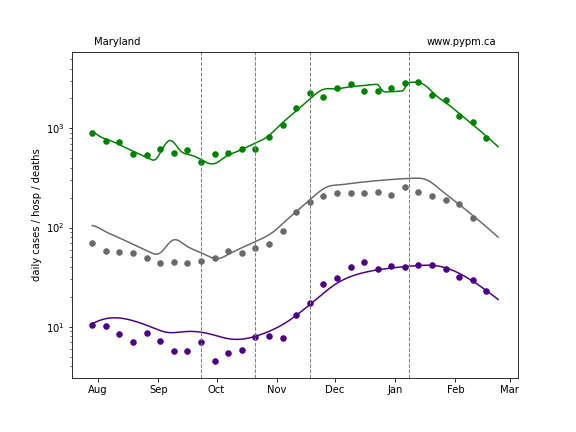 Maryland www.pypm.ca
daily cases / hosp / deaths
10³
10²
10¹
Aug Sep Oct Nov Dec Jan Feb Mar